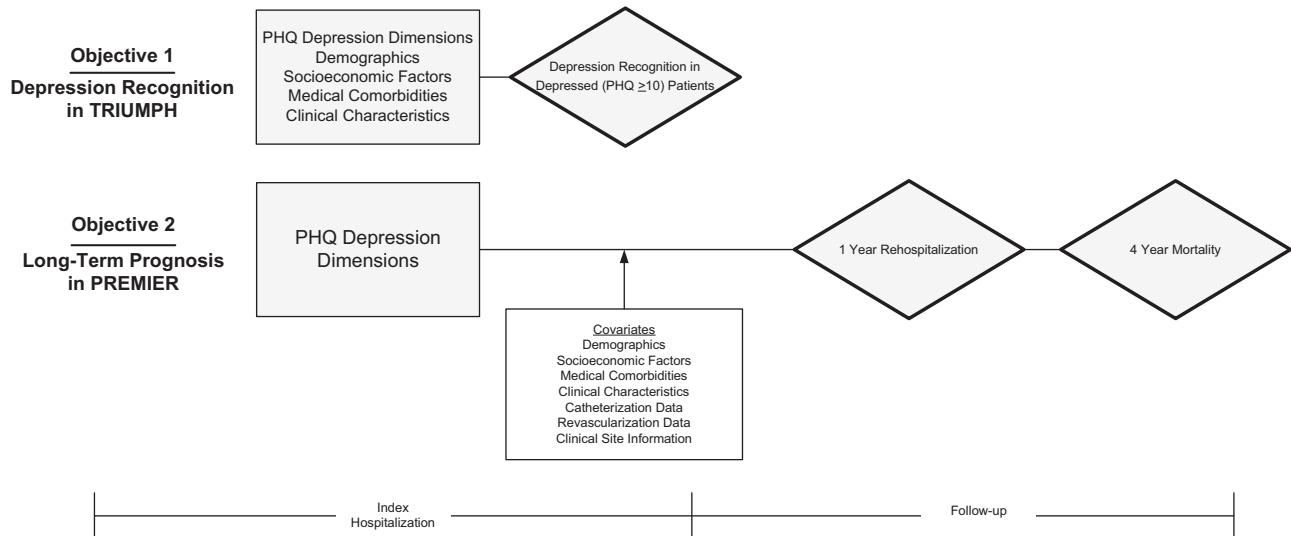 Objective 1
Depression Recognition
in TRIUMPH
PHQ Depression Dimensions
Demographics
Socioeconomic Factors
Medical Comorbidities
Clinical Characteristics
Depression Recognition in
Depressed (PHQ ≥10) Patients
Objective 2
Long-Term Prognosis
in PREMIER
PHQ Depression
Dimensions
1 Year Rehospitalization
4 Year Mortality
Covariates
Demographics
Socioeconomic Factors
Medical Comorbidities
Clinical Characteristics
Catheterization Data
Revascularization Data
Clinical Site Information
Index
Hospitalization
Follow-up